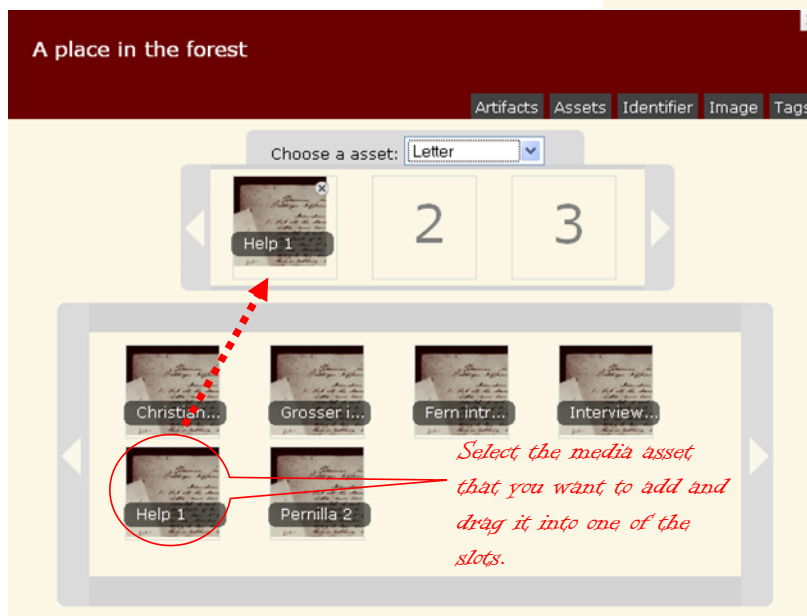 A place in the forest
Artifacts Assets Identifier Image Tags
Choose a asset: Letter
Help 1
2
3
Christian... Grosser i... Fern intr... Interview...
Help 1 Pernilla 2
Select the media asset
that you want to add and
drag it into one of the
slots.